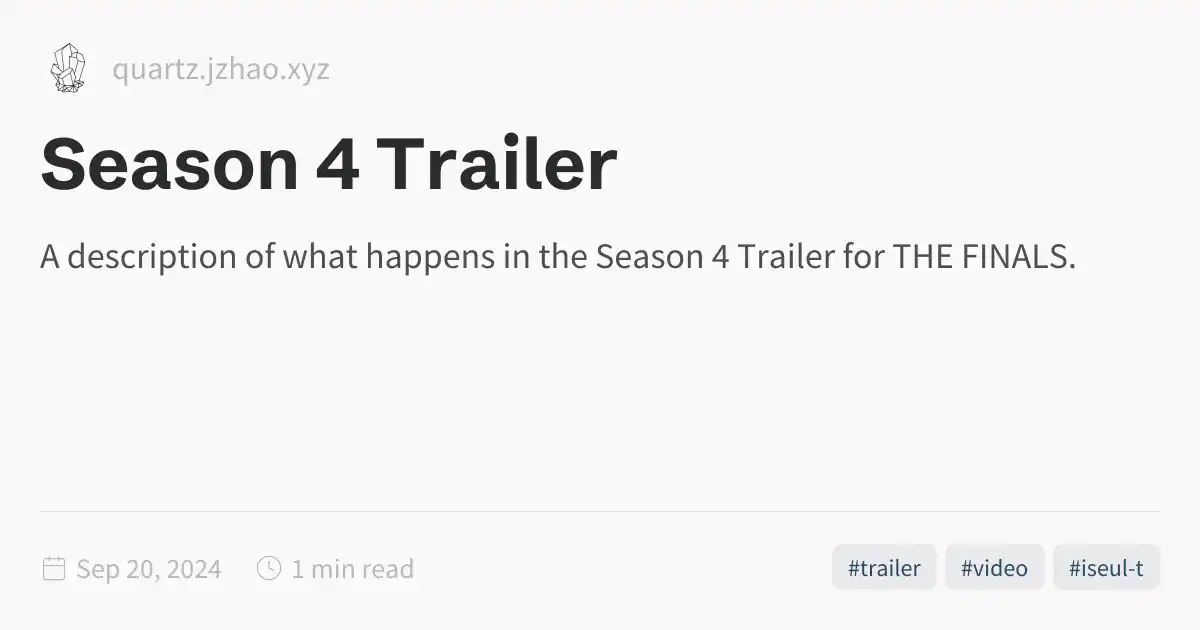 quartz.jzhao.xyz
Season 4 Trailer
A description of what happens in the Season 4 Trailer for THE FINALS.
Sep 20, 2024 1 min read #trailer #video #iseul-t